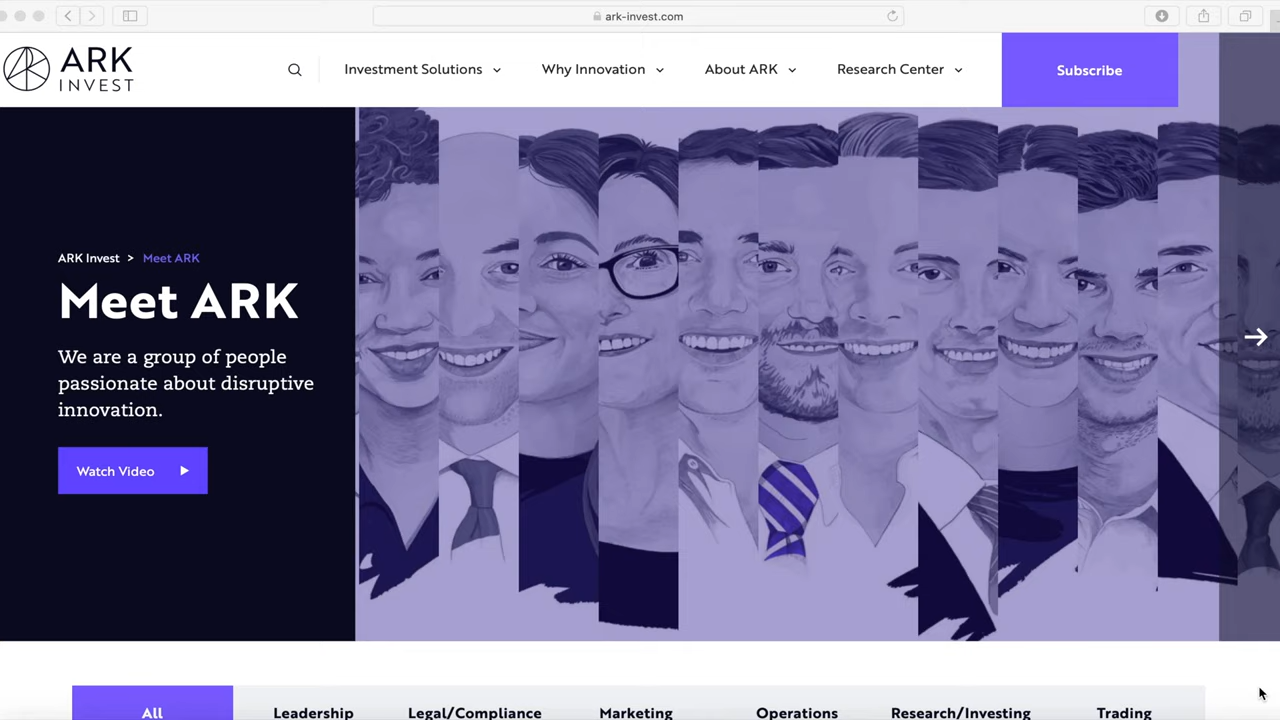 ark-invest.com
ARK
INVEST
Investment Solutions
Why Innovation
About ARK
Research Center
Subscribe
ARK Invest > Meet ARK
Meet ARK
We are a group of people
passionate about disruptive
innovation.
Watch Video
All
Leadership
Legal/Compliance
Marketing
Operations
Research/Investing
Trading